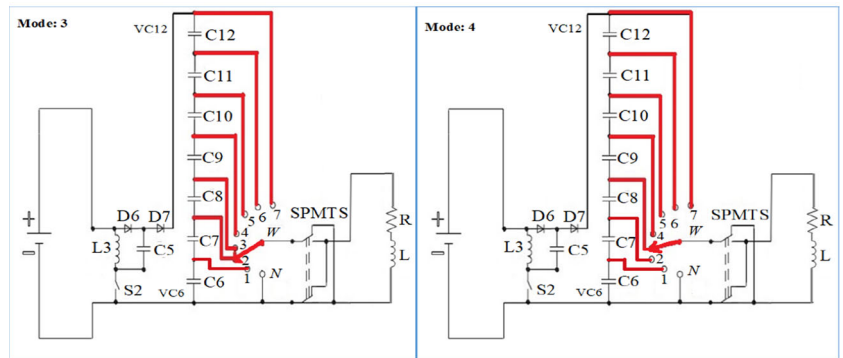 Mode: 3
VC12
C12
C11
C10
C9
C8
C7
C6
VC6
+
-
D6 D7
L3
C5
S2
7
6
5
4
3
2
1
W
N
SPMTS
R
L
Mode: 4
VC12
C12
C11
C10
C9
C8
C7
C6
VC6
+
-
D6 D7
L3
C5
S2
7
6
5
4
2
1
W
N
SPMTS
R
L